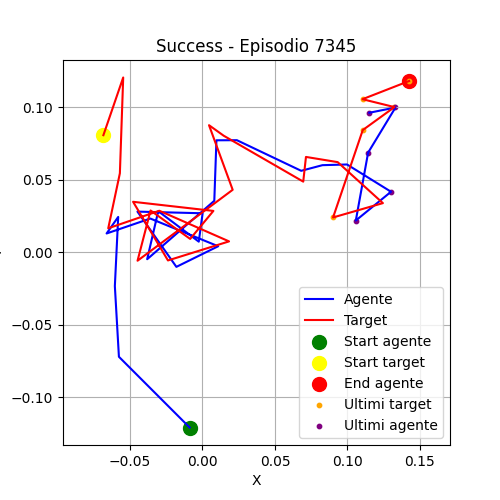 Success - Episodio 7345
0.10
0.05
0.00
−0.05
−0.10
−0.05
0.00
0.05
0.10
0.15
X
Agente
Target
Start agente
Start target
End agente
Ultimi target
Ultimi agente